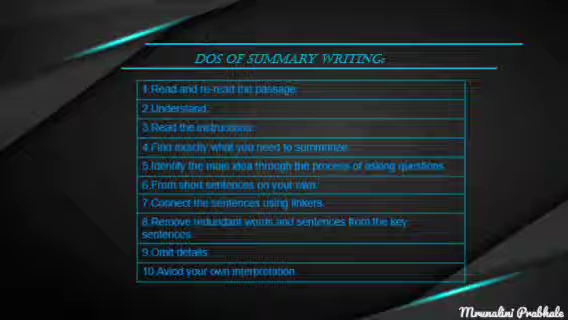 DOS OF SUMMARY WRITING:
1.Read and re-read the passage.
2.Understand.
3.Read the instructions.
4.Find exactly what you need to summarize.
5.Identify the main idea through the process of asking questions.
6.From short sentences on your own.
7.Connect the sentences using linkers.
8.Remove redundant words and sentences from the key
sentences.
9.Omit details.
10.Aviod your own interpretation.
Mrunalini Prabhale